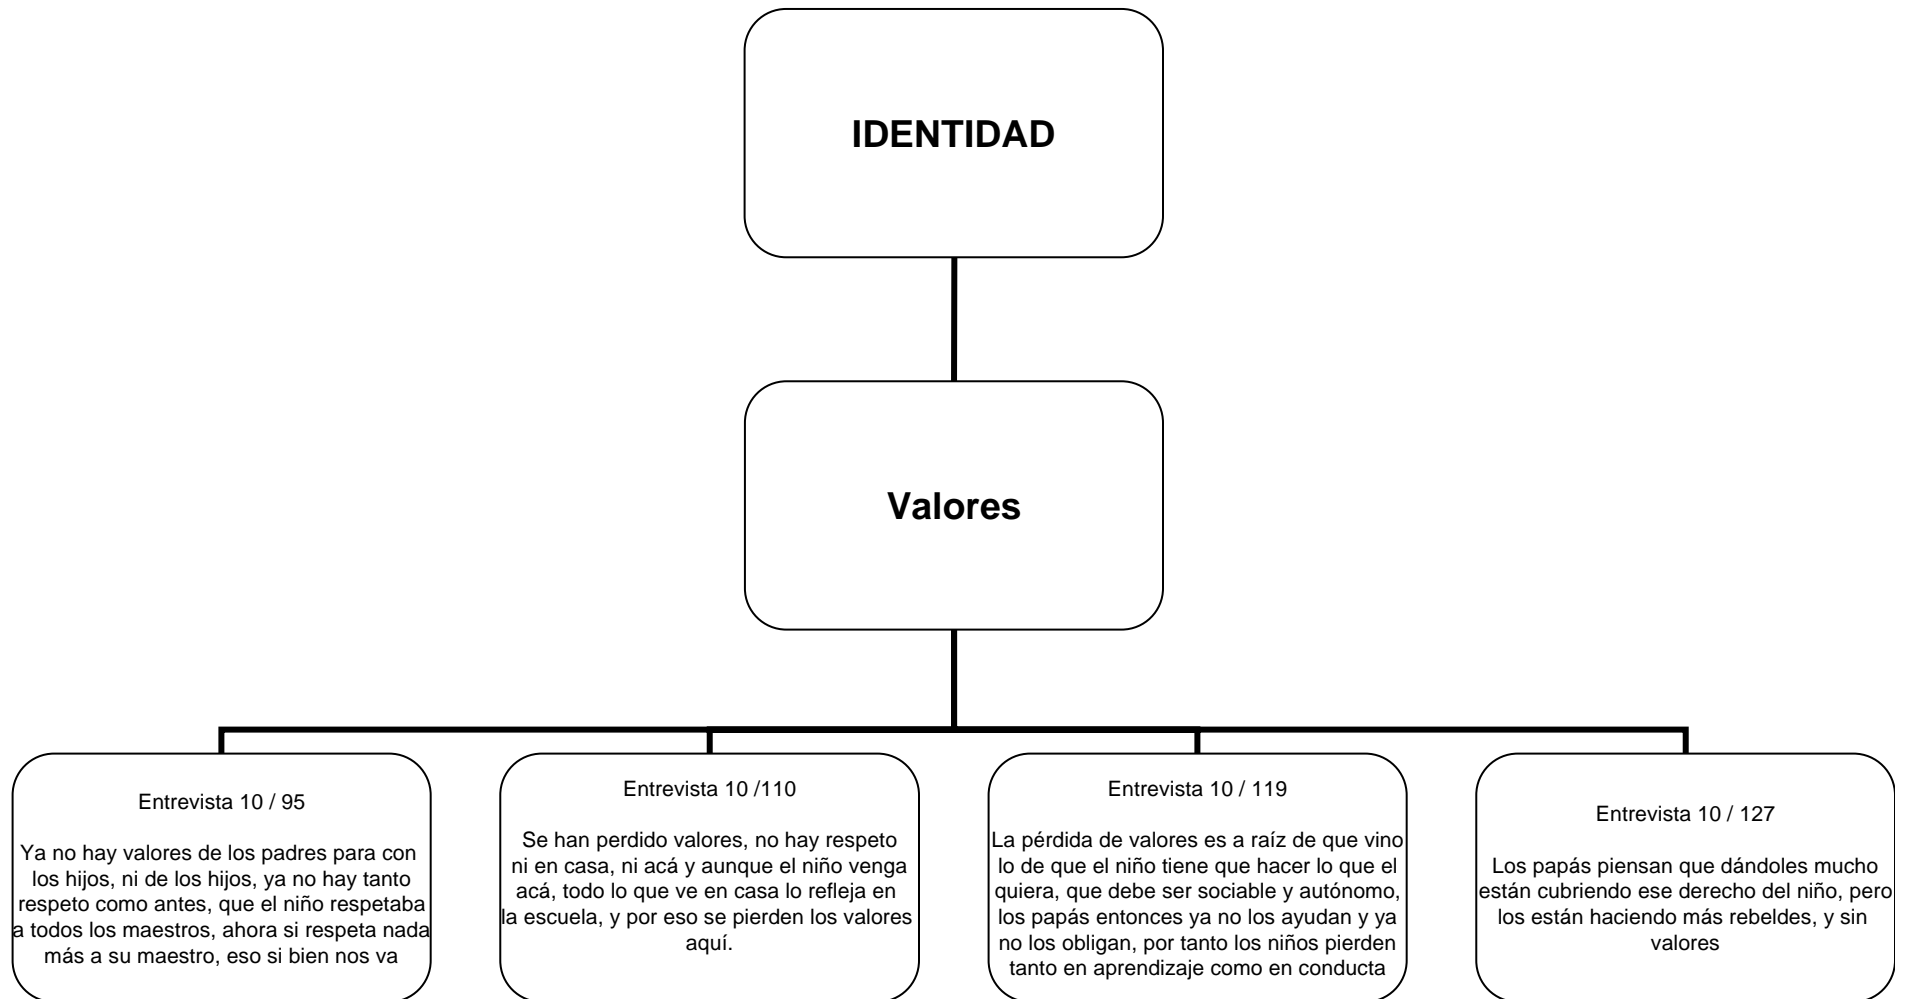 IDENTIDAD
Valores
Entrevista 10 / 95
Ya no hay valores de los padres para con
los hijos, ni de los hijos, ya no hay tanto
respeto como antes, que el niño respetaba
a todos los maestros, ahora si respeta nada
más a su maestro, eso si bien nos va
Entrevista 10 /110
Se han perdido valores, no hay respeto
ni en casa, ni acá y aunque el niño venga
acá, todo lo que ve en casa lo refleja en
la escuela, y por eso se pierden los valores
aquí.
Entrevista 10 / 119
La pérdida de valores es a raíz de que vino
lo de que el niño tiene que hacer lo que el
quiera, que debe ser sociable y autónomo,
los papás entonces ya no los ayudan y ya
no los obligan, por tanto los niños pierden
tanto en aprendizaje como en conducta
Entrevista 10 / 127
Los papás piensan que dándoles mucho
están cubriendo ese derecho del niño, pero
los están haciendo más rebeldes, y sin
valores